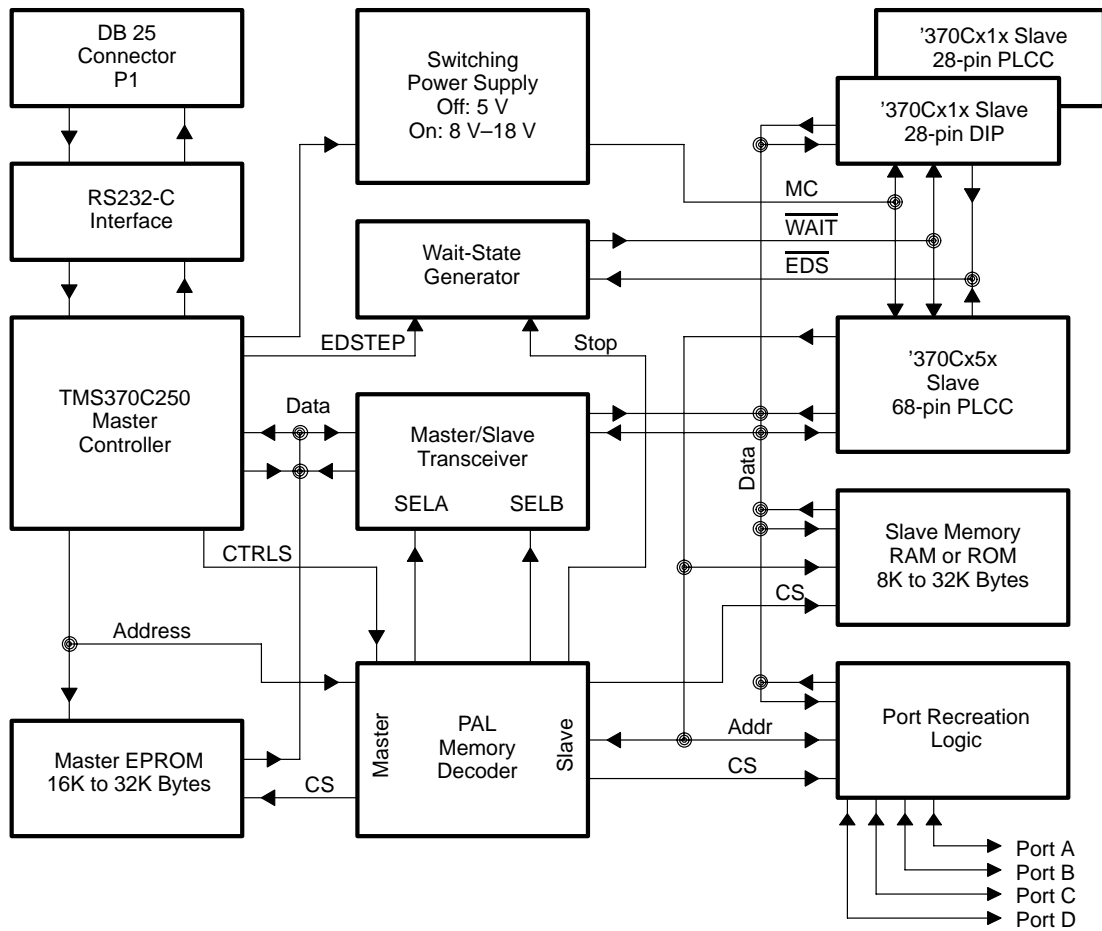 DB 25
Connector
P1
Switching
Power Supply
Off: 5 V
On: 8 V–18 V
’370Cx1x Slave
28-pin PLCC
’370Cx1x Slave
28-pin DIP
RS232-C
Interface
MC
WAIT
EDS
Wait-State
Generator
EDSTEP
Stop
TMS370C250
Master
Controller
Data
Master/Slave
Transceiver
SELA
SELB
’370Cx5x
Slave
68-pin PLCC
Data
CTRLS
Slave Memory
RAM or ROM
8K to 32K Bytes
CS
Address
Master
PAL
Memory
Decoder
Slave
Addr
CS
Port Recreation
Logic
Master EPROM
16K to 32K Bytes
CS
Port A
Port B
Port C
Port D